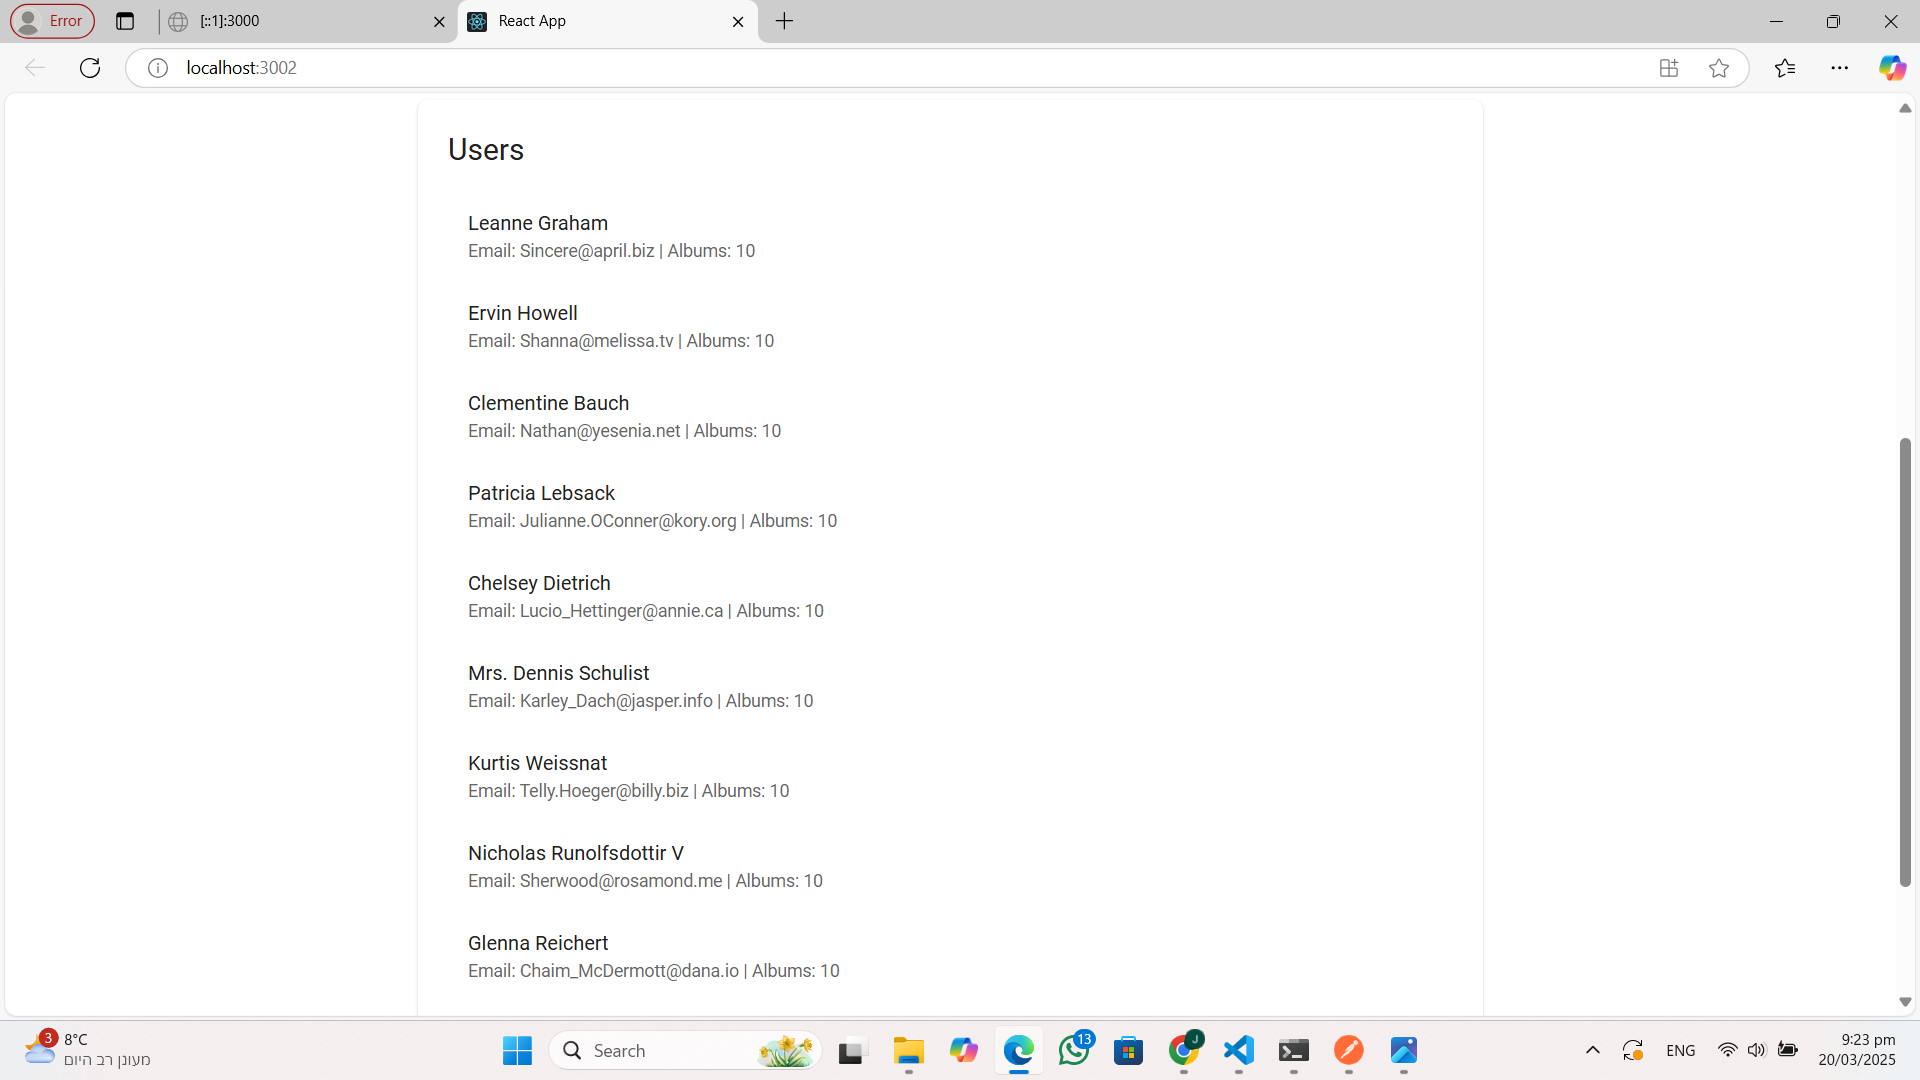 Error
[::1]:3000
React App
localhost:3002
Users
Leanne Graham
Email: Sincere@april.biz | Albums: 10
Ervin Howell
Email: Shanna@melissa.tv | Albums: 10
Clementine Bauch
Email: Nathan@yesenia.net | Albums: 10
Patricia Lebsack
Email: Julianne.OConner@kory.org | Albums: 10
Chelsey Dietrich
Email: Lucio_Hettinger@annie.ca | Albums: 10
Mrs. Dennis Schulist
Email: Karley_Dach@jasper.info | Albums: 10
Kurtis Weissnat
Email: Telly.Hoeger@billy.biz | Albums: 10
Nicholas Runolfsdottir V
Email: Sherwood@rosamond.me | Albums: 10
Glenna Reichert
Email: Chaim_McDermott@dana.io | Albums: 10
3
8°C
מעונן רב היום
Search
13
J
ENG
9:23 pm
20/03/2025